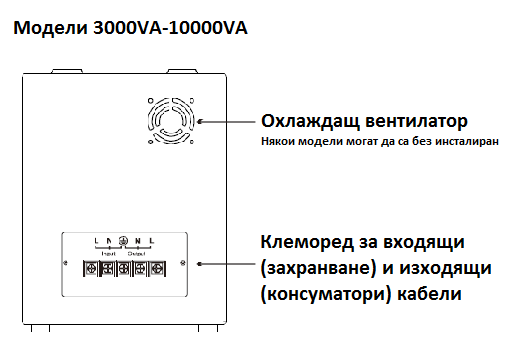 Модели 3000VA-10000VA
Охлаждащ вентилатор
Някои модели могат да са без инсталиран
L N N L
Input Output
Клеморед за входящи
(захранване) и изходящи
(консуматори) кабели